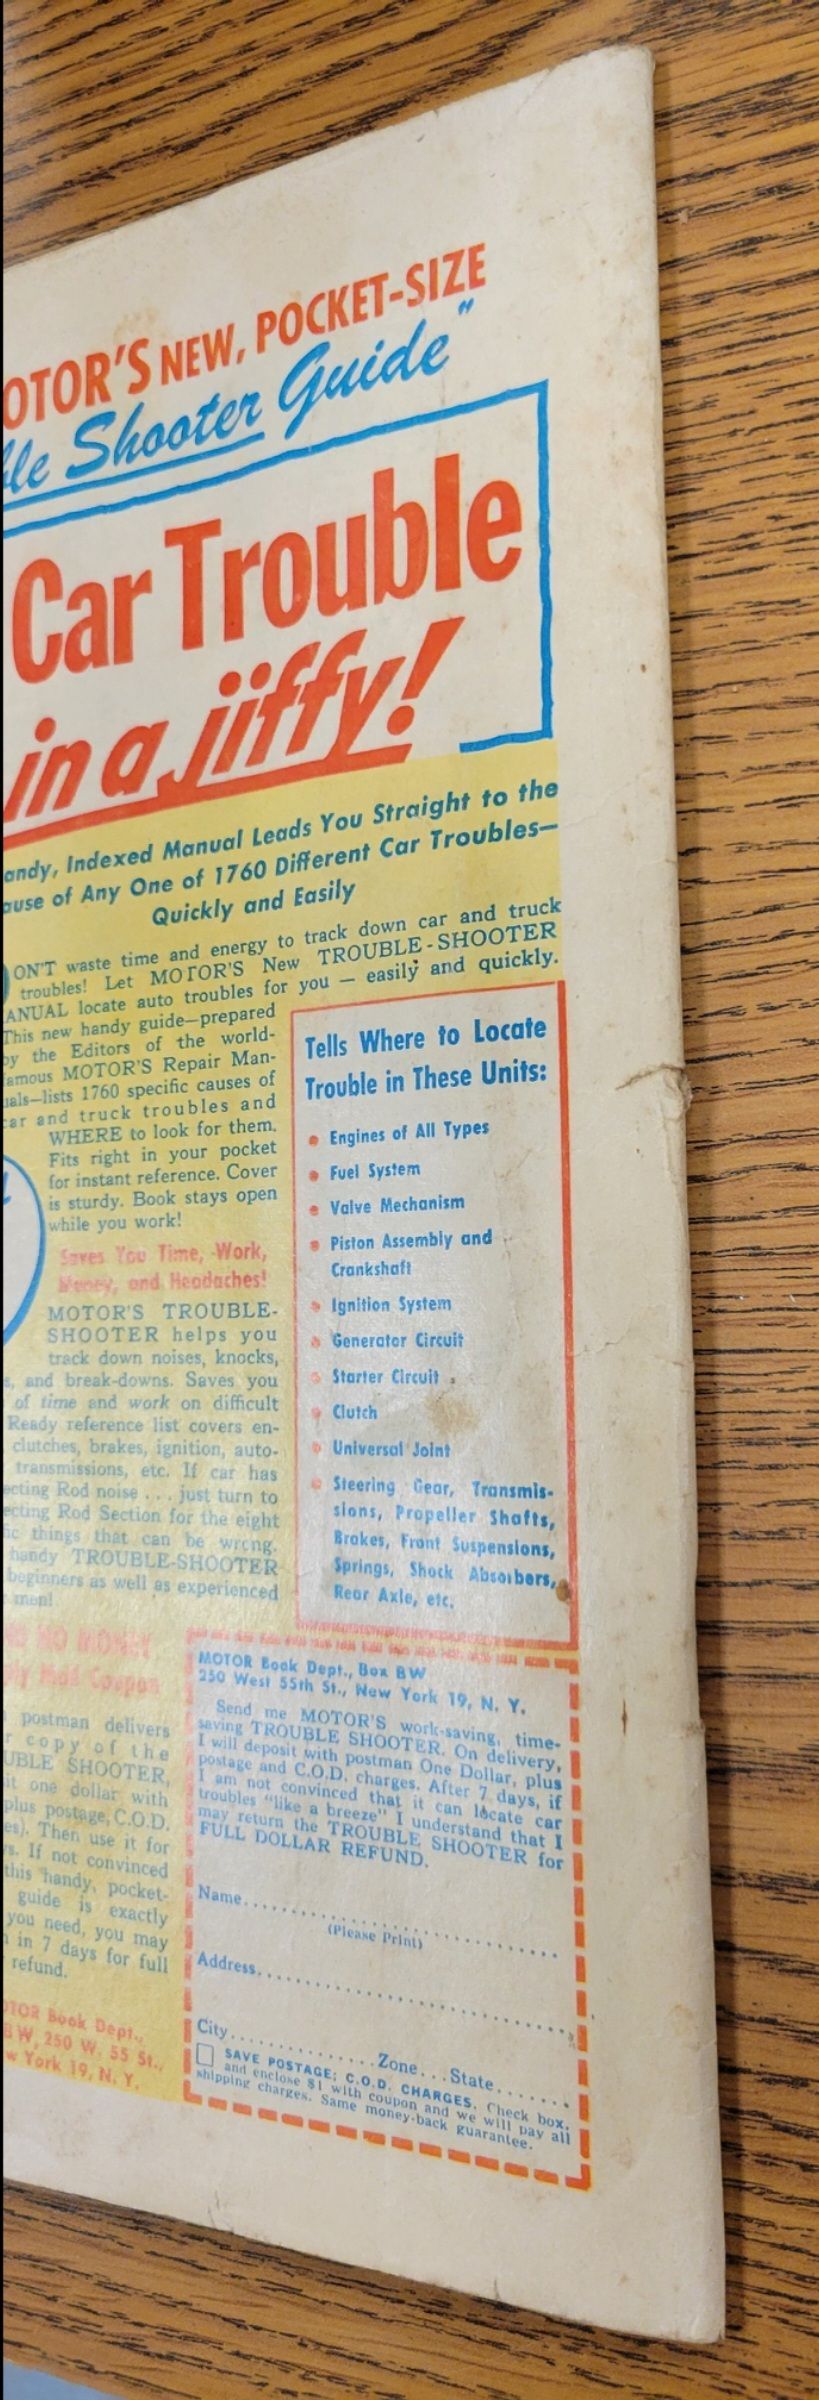 OTOR'S NEW, POCKET-SIZE
ble Shooter Guide"
Car Trouble
in a jiffy!
andy, Indexed Manual Leads You Straight to the
ause of Any One of 1760 Different Car Troubles—
Quickly and Easily
ON'T waste time and energy to track down car and truck
troubles! Let MOTOR'S New TROUBLE-SHOOTER
ANUAL locate auto troubles for you — easily and quickly.
This new handy guide—prepared
by the Editors of the world-
famous MOTOR'S Repair Man-
uals—lists 1760 specific causes of
car and truck troubles and
WHERE to look for them.
Fits right in your pocket
for instant reference. Cover
is sturdy. Book stays open
while you work!
Saves You Time, Work,
Money, and Headaches!
MOTOR'S TROUBLE-
SHOOTER helps you
track down noises, knocks,
s, and break-downs. Saves you
of time and work on difficult
Ready reference list covers en-
clutches, brakes, ignition, auto-
transmissions, etc. If car has
ecting Rod noise . . . just turn to
ecting Rod Section for the eight
fic things that can be wrong.
handy TROUBLE-SHOOTER
beginners as well as experienced
men!
Tells Where to Locate
Trouble in These Units:
• Engines of All Types
• Fuel System
• Valve Mechanism
• Piston Assembly and
Crankshaft
• Ignition System
• Generator Circuit
• Starter Circuit
• Clutch
• Universal Joint
• Steering Gear, Transmis-
sions, Propeller Shafts,
Brakes, Front Suspensions,
Springs, Shock Absorbers,
Rear Axle, etc.
NO MONEY
Mail Coupon
postman delivers
r copy of the
UBLE SHOOTER,
it one dollar with
plus postage, C.O.D.
es). Then use it for
s. If not convinced
this handy, pocket-
guide is exactly
you need, you may
n in 7 days for full
refund.
OTOR Book Dept.,
BW, 250 W. 55 St.,
w York 19, N. Y.
MOTOR Book Dept., Box BW
250 West 55th St., New York 19, N. Y.
Send me MOTOR'S work-saving, time-
saving TROUBLE SHOOTER. On delivery,
I will deposit with postman One Dollar, plus
postage and C.O.D. charges. After 7 days, if
I am not convinced that it can locate car
troubles "like a breeze" I understand that I
may return the TROUBLE SHOOTER for
FULL DOLLAR REFUND.
Name
(Please Print)
Address
City Zone State
SAVE POSTAGE; C.O.D. CHARGES. Check box,
and enclose $1 with coupon and we will pay all
shipping charges. Same money-back guarantee.